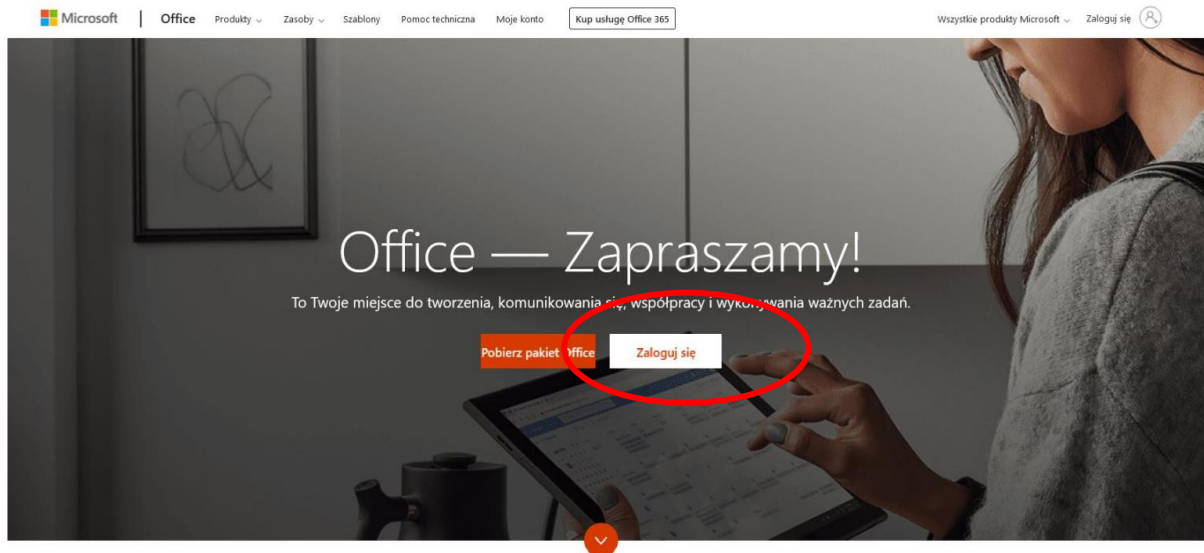 Microsoft | Office Produkty Zasoby Szablony Pomoc techniczna Moje konto Kup usługę Office 365 Wszystkie produkty Microsoft Zaloguj się
Office — Zapraszamy!
To Twoje miejsce do tworzenia, komunikowania się, współpracy i wykonywania ważnych zadań.
Pobierz pakiet Office Zaloguj się